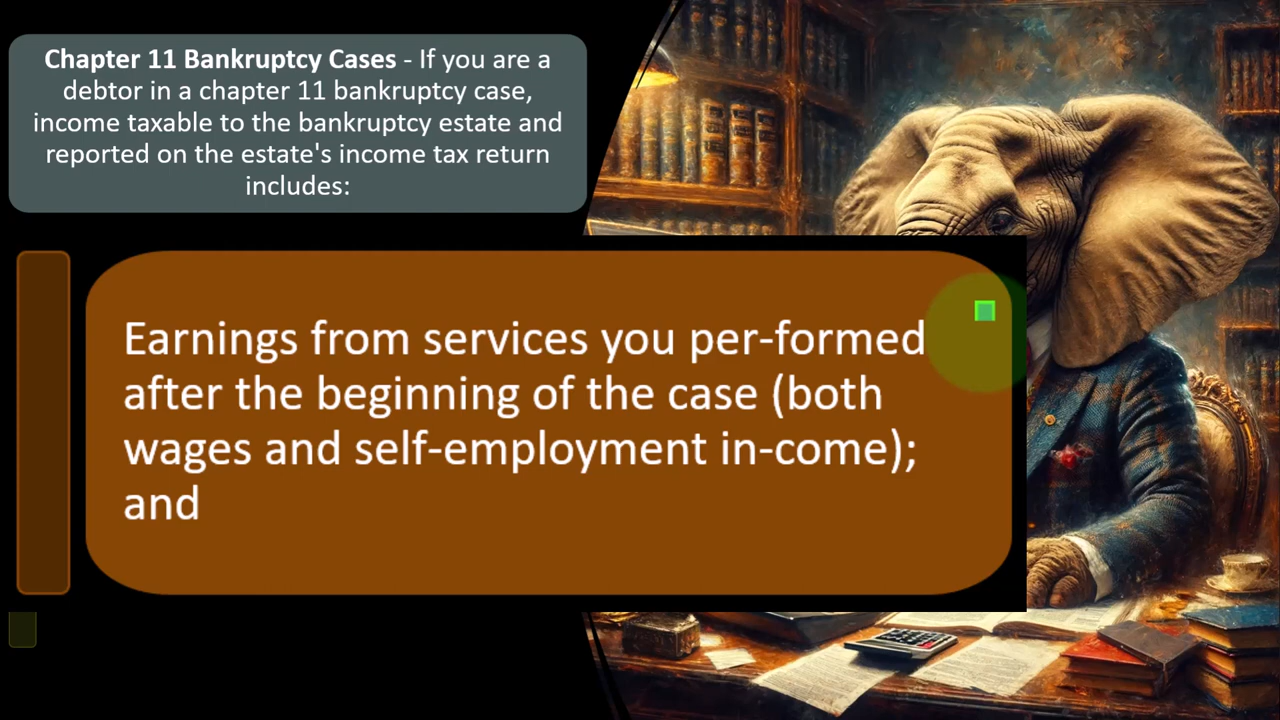 Chapter 11 Bankruptcy Cases - If you are a
debtor in a chapter 11 bankruptcy case,
income taxable to the bankruptcy estate and
reported on the estate's income tax return
includes:
Earnings from services you per-formed
after the beginning of the case (both
wages and self-employment in-come);
and